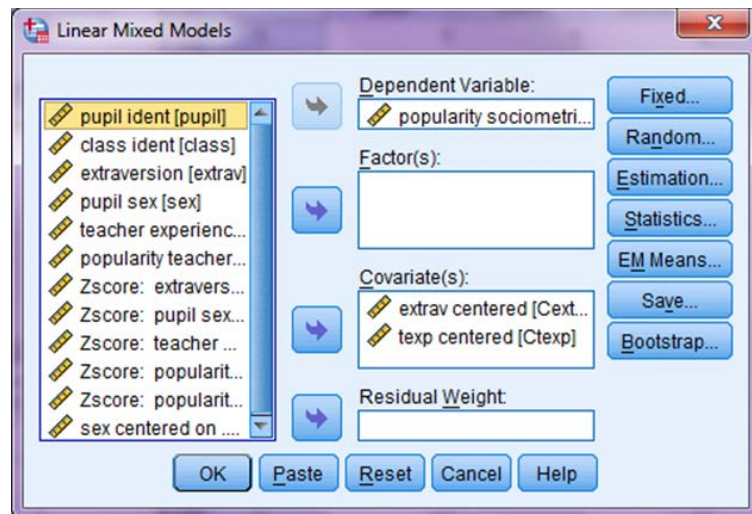 Linear Mixed Models
pupil ident [pupil]
class ident [class]
extraversion [extrav]
pupil sex [sex]
teacher experienc...
popularity teacher...
Zscore: extravers...
Zscore: pupil sex...
Zscore: teacher ...
Zscore: popularit...
Zscore: popularit...
sex centered on ....
Dependent Variable:
popularity sociometri...
Factor(s):
Covariate(s):
extrav centered [Cext...
texp centered [Ctexp]
Residual Weight:
Fixed...
Random...
Estimation...
Statistics...
EM Means...
Save...
Bootstrap...
OK Paste Reset Cancel Help